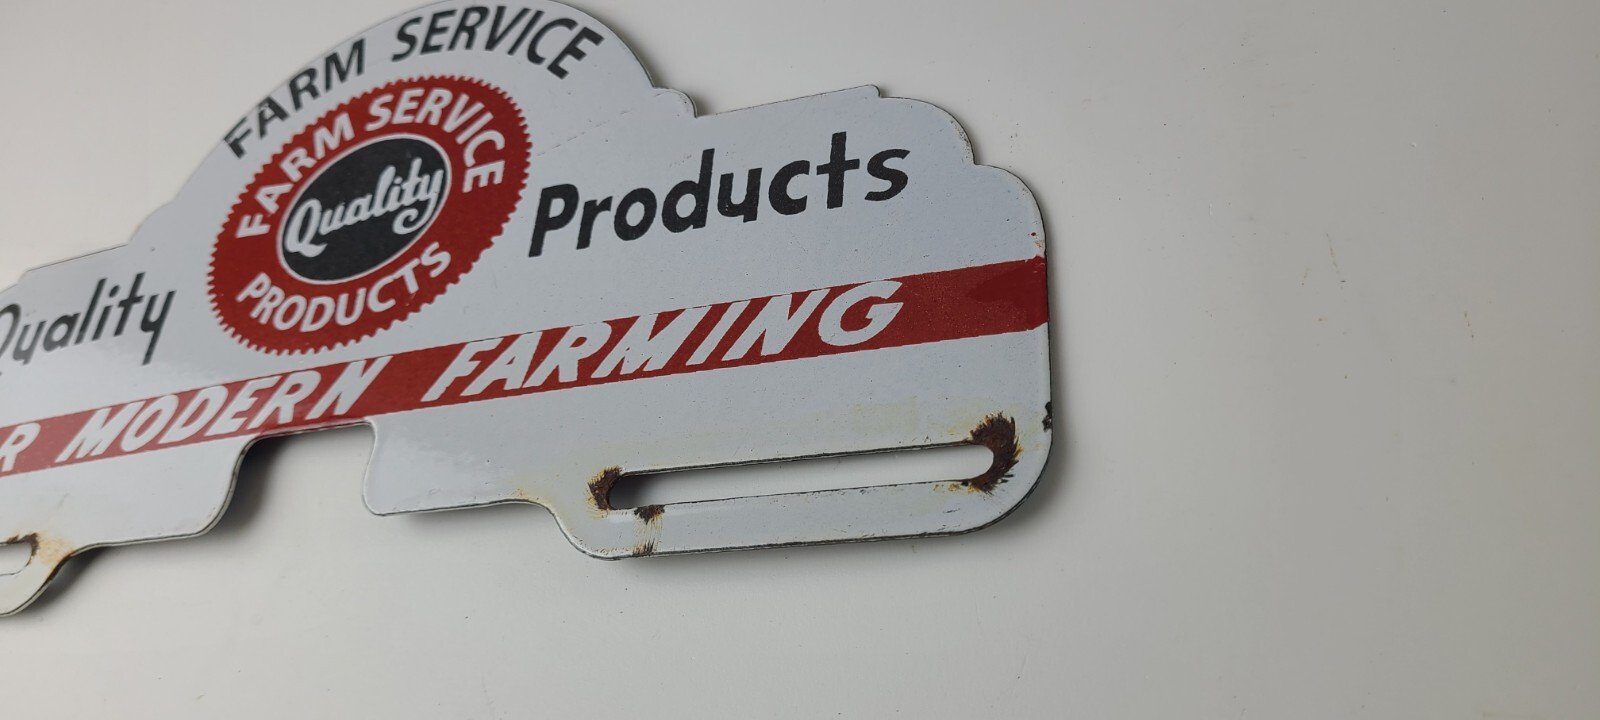 FARM SERVICE
FARM SERVICE
Quality
PRODUCTS
Quality Products
MODERN FARMING